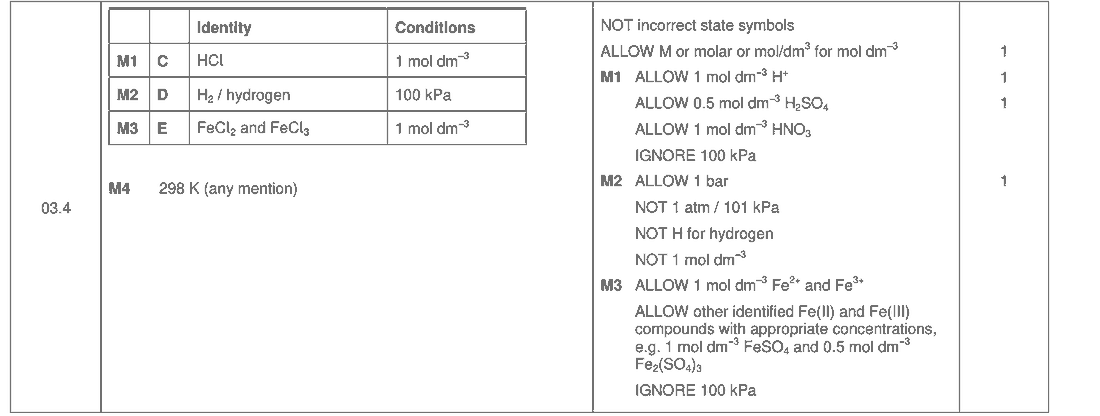 03.4
Identity Conditions
M1 C HCl 1 mol dm⁻³
M2 D H₂ / hydrogen 100 kPa
M3 E FeCl₂ and FeCl₃ 1 mol dm⁻³
M4 298 K (any mention)
NOT incorrect state symbols
ALLOW M or molar or mol/dm³ for mol dm⁻³ 1
M1 ALLOW 1 mol dm⁻³ H⁺ 1
ALLOW 0.5 mol dm⁻³ H₂SO₄ 1
ALLOW 1 mol dm⁻³ HNO₃
IGNORE 100 kPa
M2 ALLOW 1 bar 1
NOT 1 atm / 101 kPa
NOT H for hydrogen
NOT 1 mol dm⁻³
M3 ALLOW 1 mol dm⁻³ Fe²⁺ and Fe³⁺
ALLOW other identified Fe(II) and Fe(III)
compounds with appropriate concentrations,
e.g. 1 mol dm⁻³ FeSO₄ and 0.5 mol dm⁻³
Fe₂(SO₄)₃
IGNORE 100 kPa